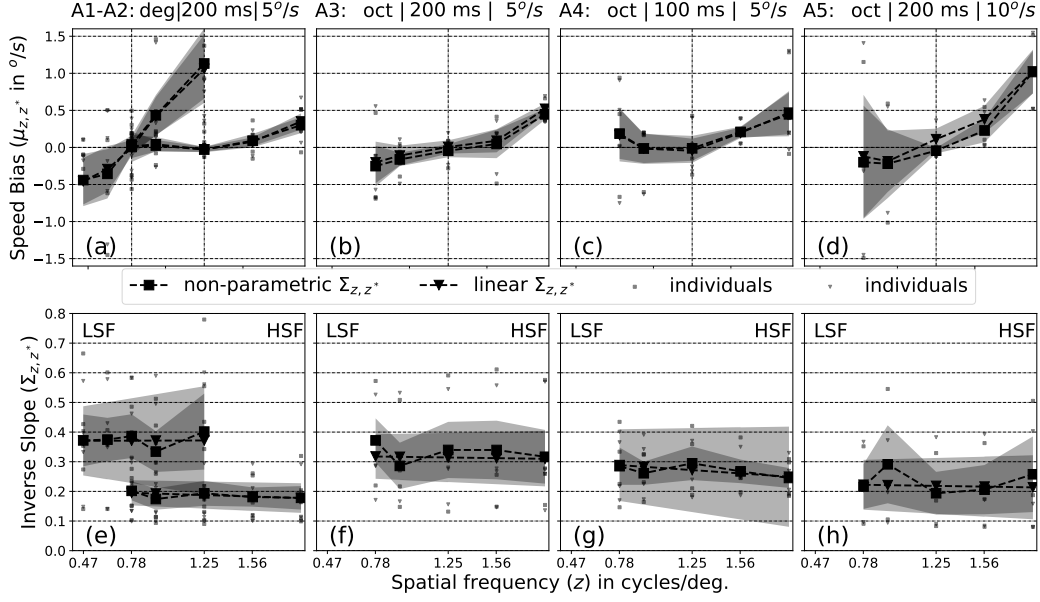 A1-A2: deg|200 ms|5°/s
A3: oct | 200 ms | 5°/s
A4: oct | 100 ms | 5°/s
A5: oct | 200 ms | 10°/s
Speed Bias (μz,z* in °/s)
1.5
1.0
0.5
0.0
−0.5
−1.0
−1.5
(a)
(b)
(c)
(d)
non-parametric Σz,z*
linear Σz,z*
individuals
individuals
Inverse Slope (Σz,z*)
0.8
0.7
0.6
0.5
0.4
0.3
0.2
0.1
0.0
LSF HSF
LSF HSF
LSF HSF
LSF HSF
(e)
(f)
(g)
(h)
0.47 0.78 1.25 1.56
0.78 1.25 1.56
0.47 0.78 1.25 1.56
0.47 0.78 1.25 1.56
Spatial frequency (z) in cycles/deg.